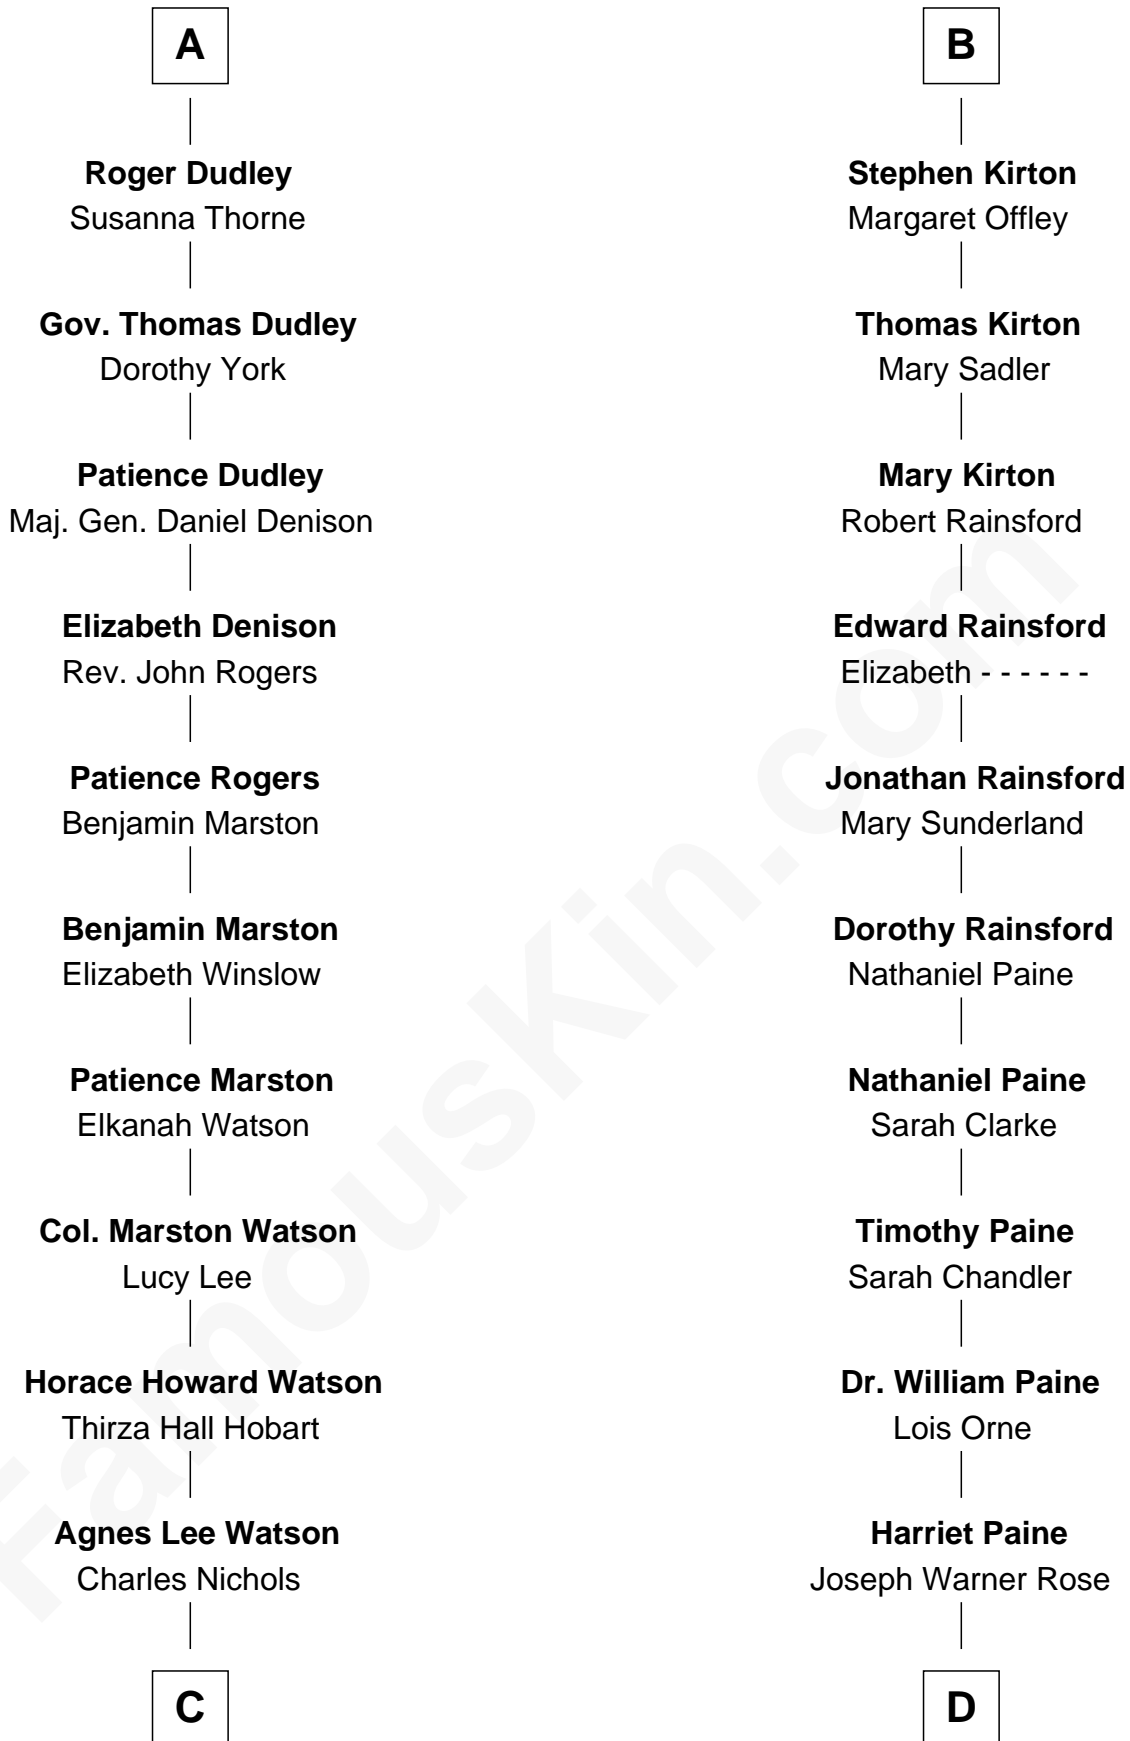 A
Roger Dudley
Susanna Thorne
Gov. Thomas Dudley
Dorothy York
Patience Dudley
Maj. Gen. Daniel Denison
Elizabeth Denison
Rev. John Rogers
Patience Rogers
Benjamin Marston
Benjamin Marston
Elizabeth Winslow
Patience Marston
Elkanah Watson
Col. Marston Watson
Lucy Lee
Horace Howard Watson
Thirza Hall Hobart
Agnes Lee Watson
Charles Nichols
C
B
Stephen Kirton
Margaret Offley
Thomas Kirton
Mary Sadler
Mary Kirton
Robert Rainsford
Edward Rainsford
Elizabeth - - - - - -
Jonathan Rainsford
Mary Sunderland
Dorothy Rainsford
Nathaniel Paine
Nathaniel Paine
Sarah Clarke
Timothy Paine
Sarah Chandler
Dr. William Paine
Lois Orne
Harriet Paine
Joseph Warner Rose
D
FamousKin.com